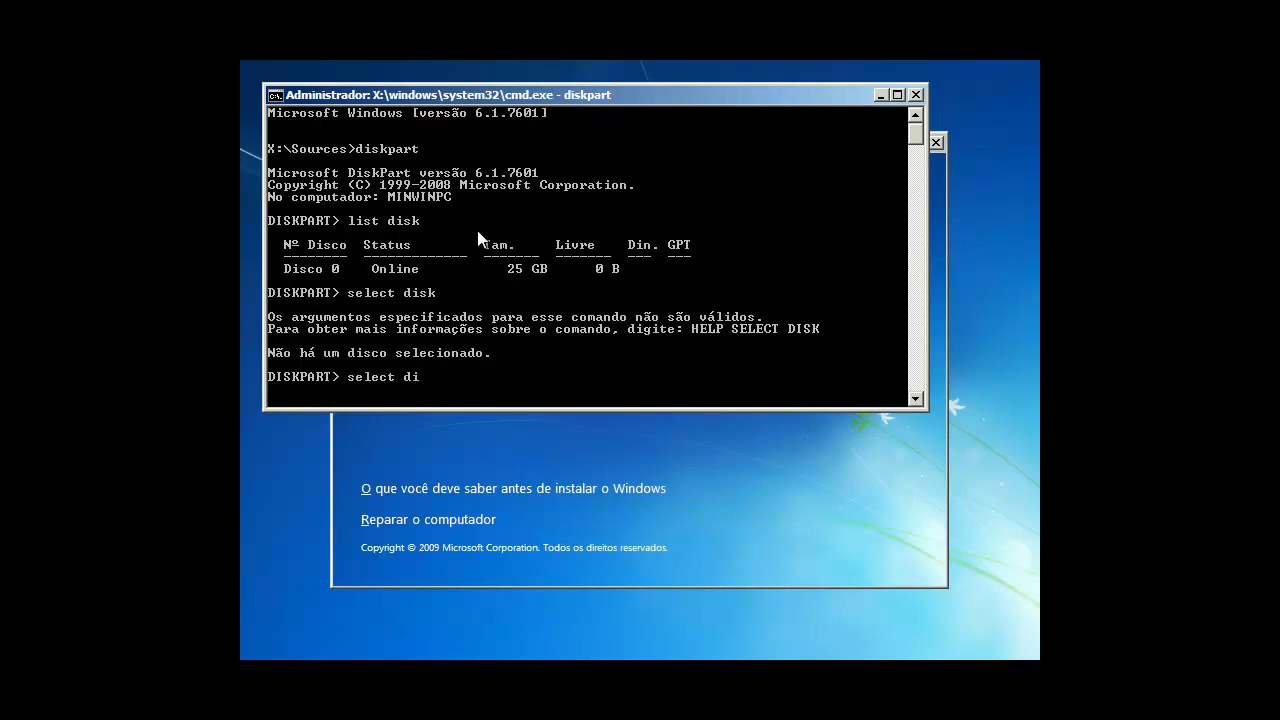 Administrador: X:\windows\system32\cmd.exe - diskpart
Microsoft Windows [versão 6.1.7601]
X:\Sources>diskpart
Microsoft DiskPart versão 6.1.7601
Copyright (C) 1999-2008 Microsoft Corporation.
No computador: MINWINPC
DISKPART> list disk
Nº Disco  Status  Tam.  Livre  Din.  GPT
--------  -------------  -------  -------  ---  ---
Disco 0  Online  25 GB  0 B
DISKPART> select disk
Os argumentos especificados para esse comando não são válidos.
Para obter mais informações sobre o comando, digite: HELP SELECT DISK
Não há um disco selecionado.
DISKPART> select di
O que você deve saber antes de instalar o Windows
Reparar o computador
Copyright © 2009 Microsoft Corporation. Todos os direitos reservados.